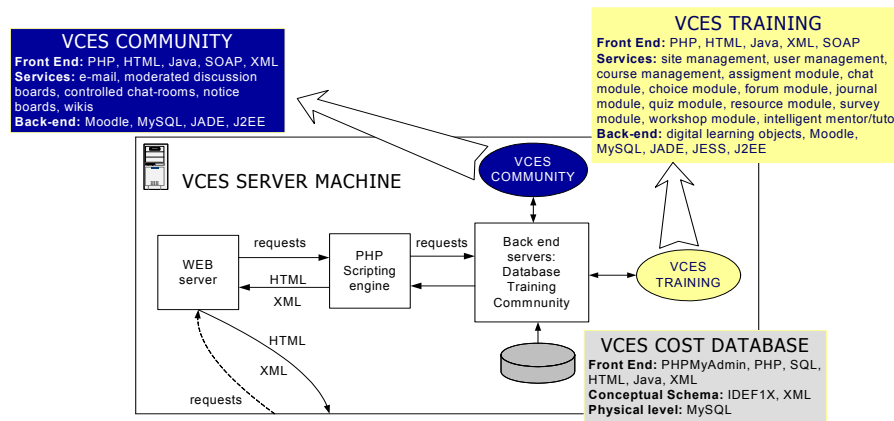 VCES COMMUNITY
Front End: PHP, HTML, Java, SOAP, XML
Services: e-mail, moderated discussion
boards, controlled chat-rooms, notice
boards, wikis
Back-end: Moodle, MySQL, JADE, J2EE
VCES TRAINING
Front End: PHP, HTML, Java, XML, SOAP
Services: site management, user management,
course management, assigment module, chat
module, choice module, forum module, journal
module, quiz module, resource module, survey
module, workshop module, intelligent mentor/tuto
Back-end: digital learning objects, Moodle,
MySQL, JADE, JESS, J2EE
VCES SERVER MACHINE
VCES
COMMUNITY
WEB
server
requests
HTML
XML
PHP
Scripting
engine
requests
Back end
servers:
Database
Training
Commnunity
VCES
TRAINING
HTML
XML
requests
VCES COST DATABASE
Front End: PHPMyAdmin, PHP, SQL,
HTML, Java, XML
Conceptual Schema: IDEF1X, XML
Physical level: MySQL